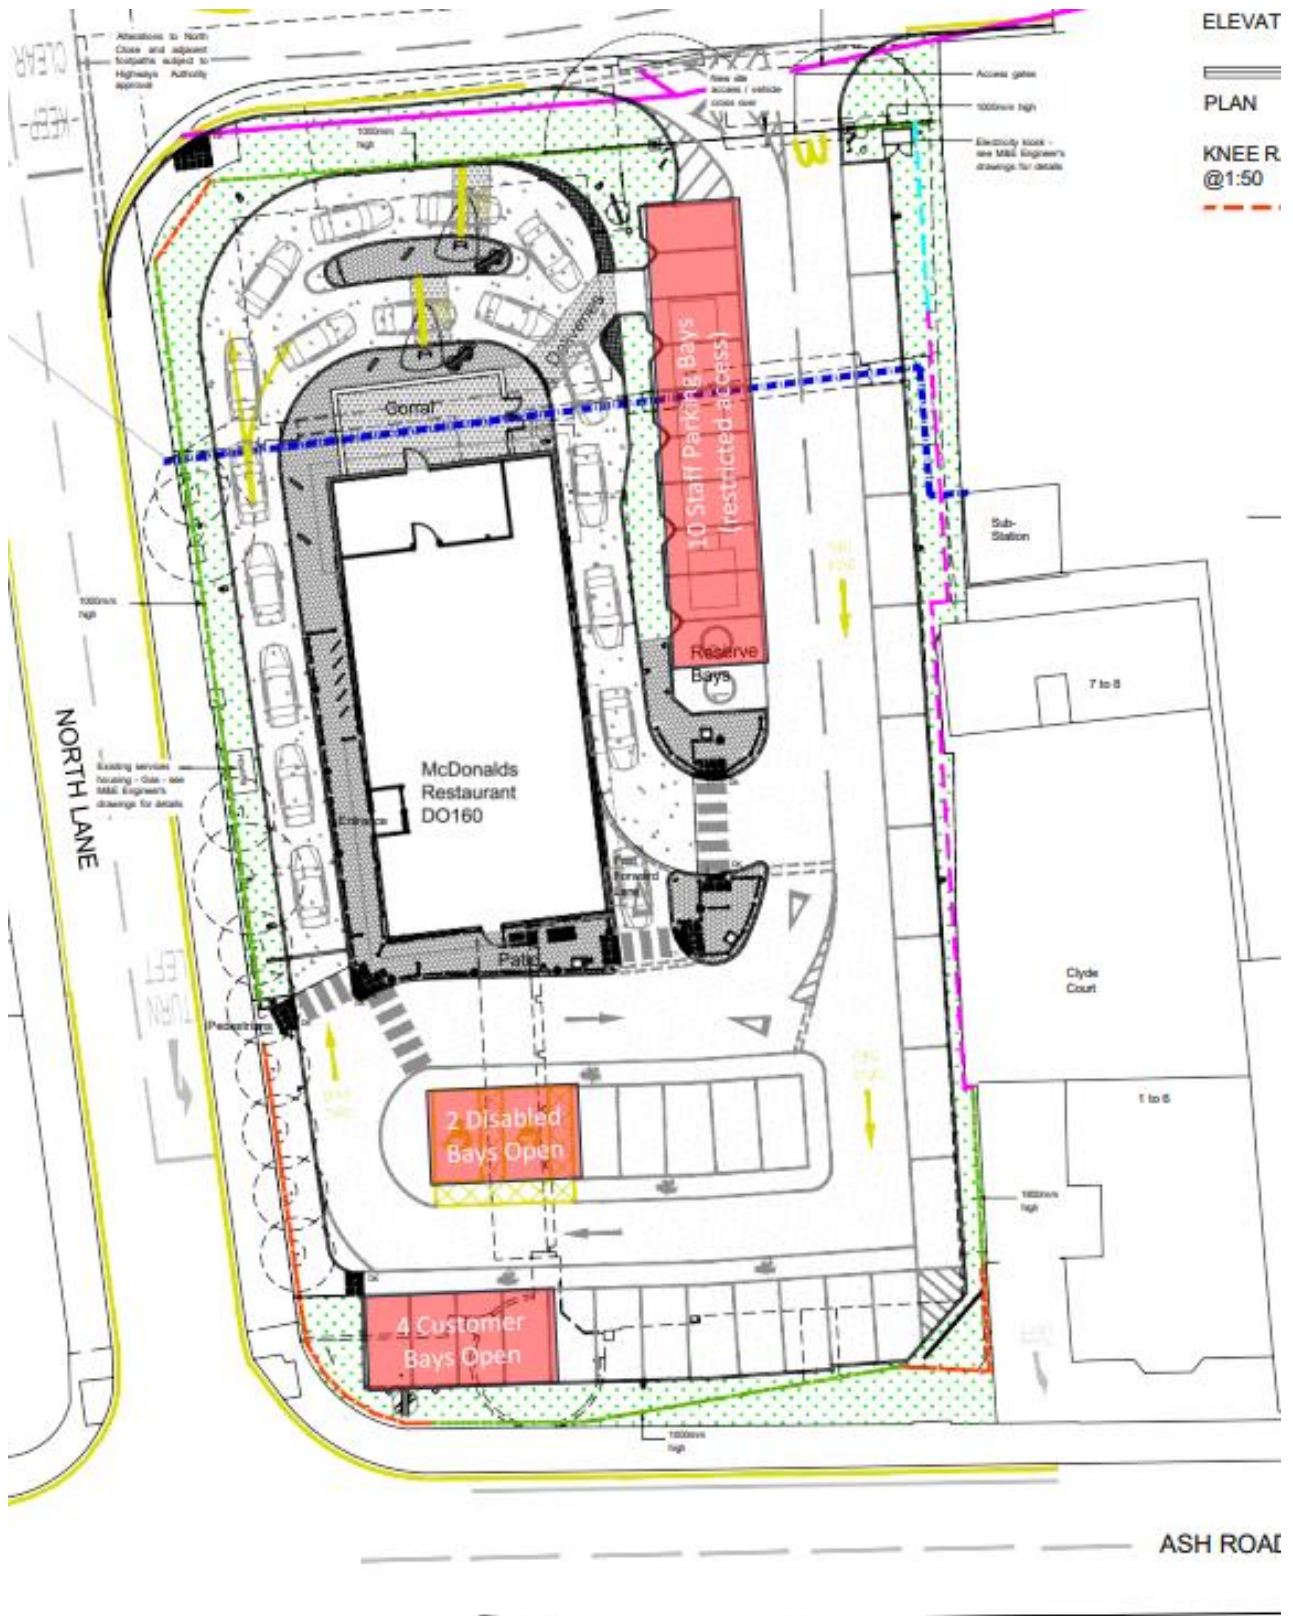 Alterations to North
Close and adjacent
footpaths subject to
Highways Authority
approval
CLEAR
KEEP
ELEVAT
PLAN
KNEE RA
@1:50
New site
access / vehicle
cross over
Access gates
1000mm high
Electricity kiosk -
see M&E Engineer's
drawings for details
1000mm
high
Deliveries
Corral
10 Staff Parking Bays
(restricted access)
Sub-
Station
1000mm
high
Reserve
Bays
7 to 8
NORTH LANE
Existing services
housing - Gas - see
M&E Engineer's
drawings for details
McDonalds
Restaurant
DO160
Entrance
Fast
Forward
Lane
Patio
Clyde
Court
TURN
LEFT
Pedestrians
2 Disabled
Bays Open
1 to 6
1800mm
high
4 Customer
Bays Open
1000mm
high
ASH ROAD